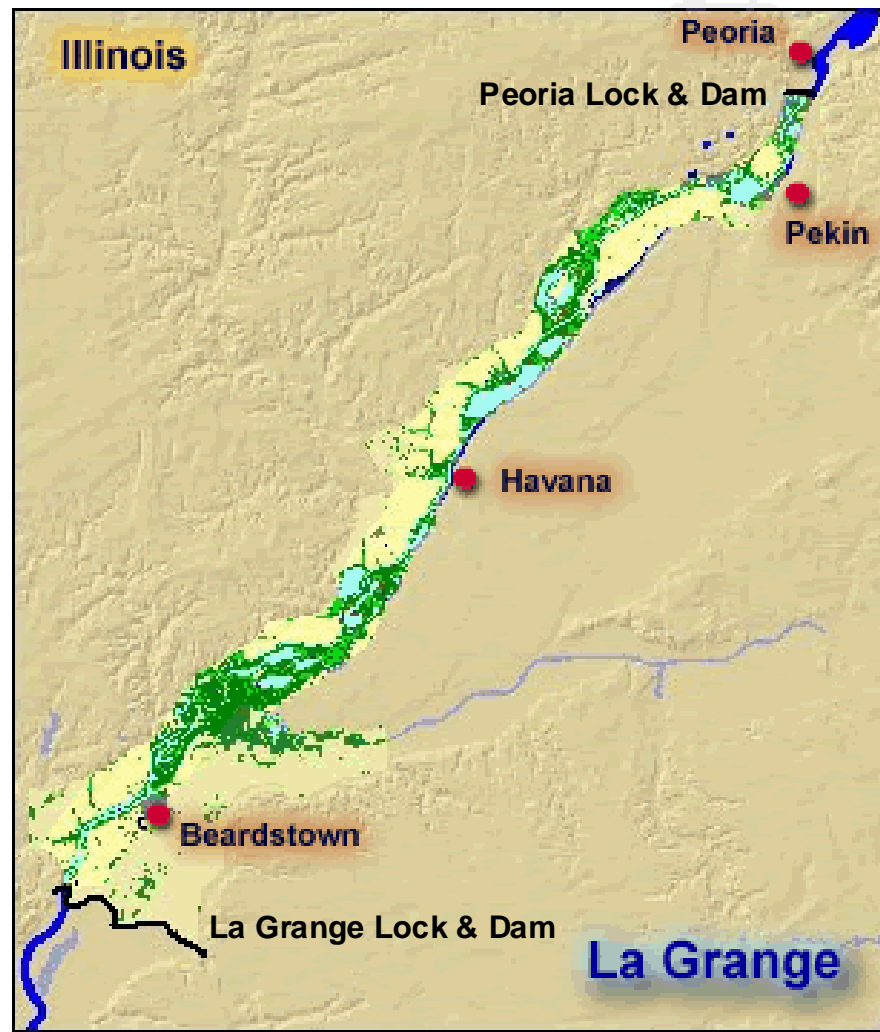 Illinois
Peoria
Peoria Lock & Dam
Pekin
Havana
Beardstown
La Grange Lock & Dam
La Grange